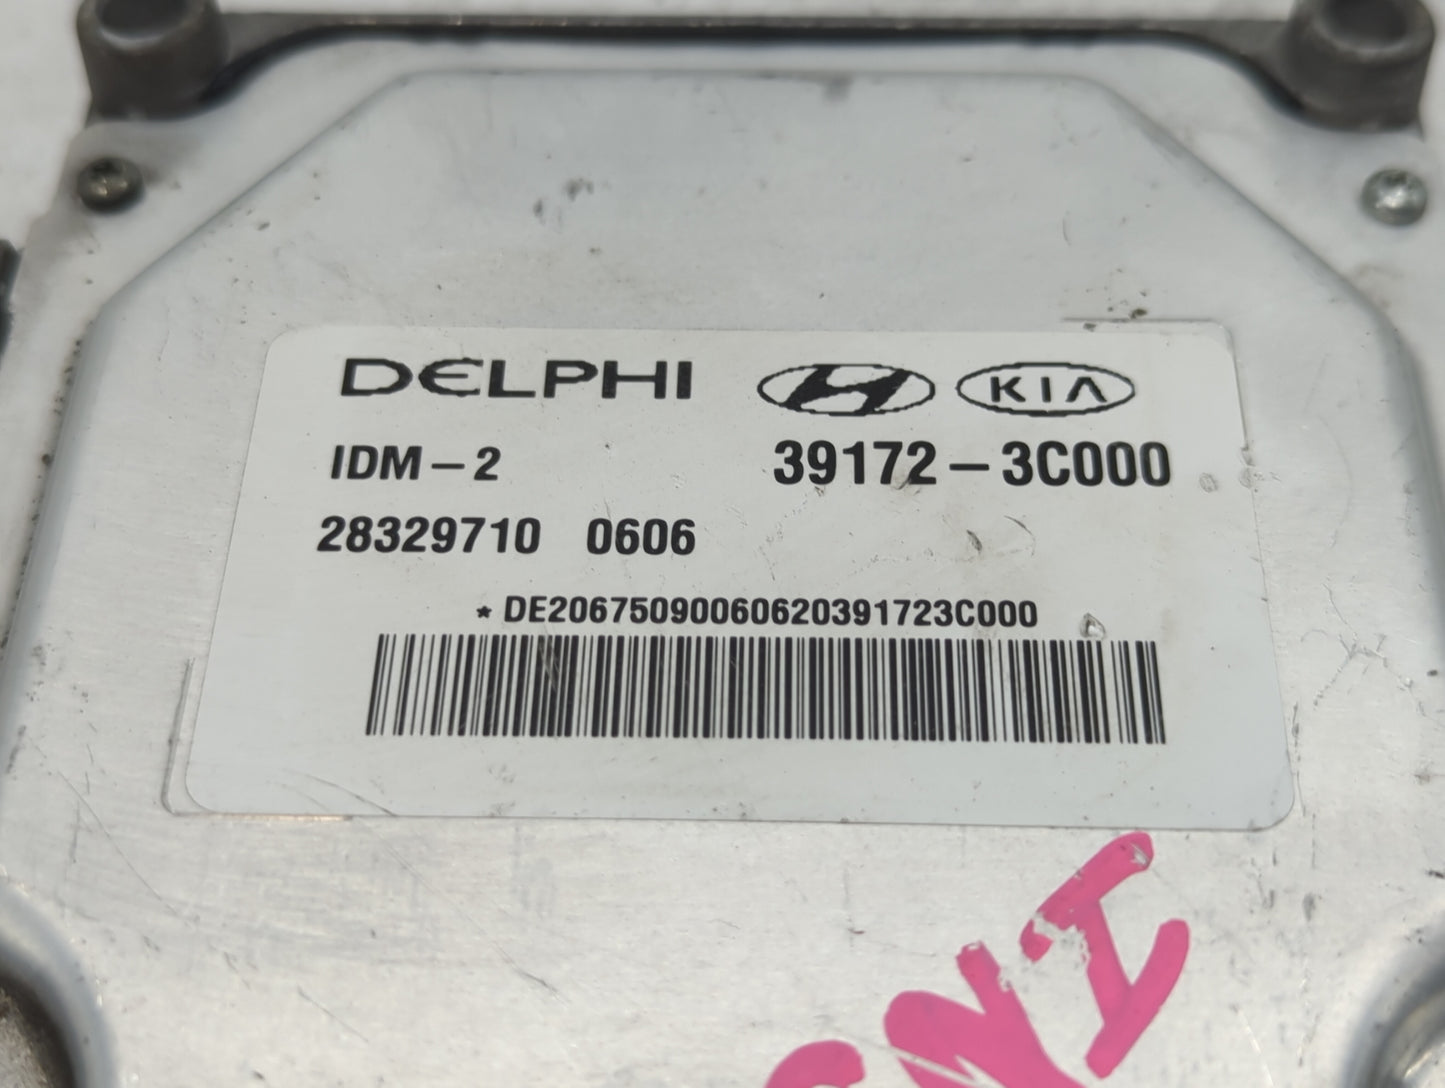 DELPHI KIA
IDM-2 39172-3C000
28329710 0606
* DE20675090060620391723C000